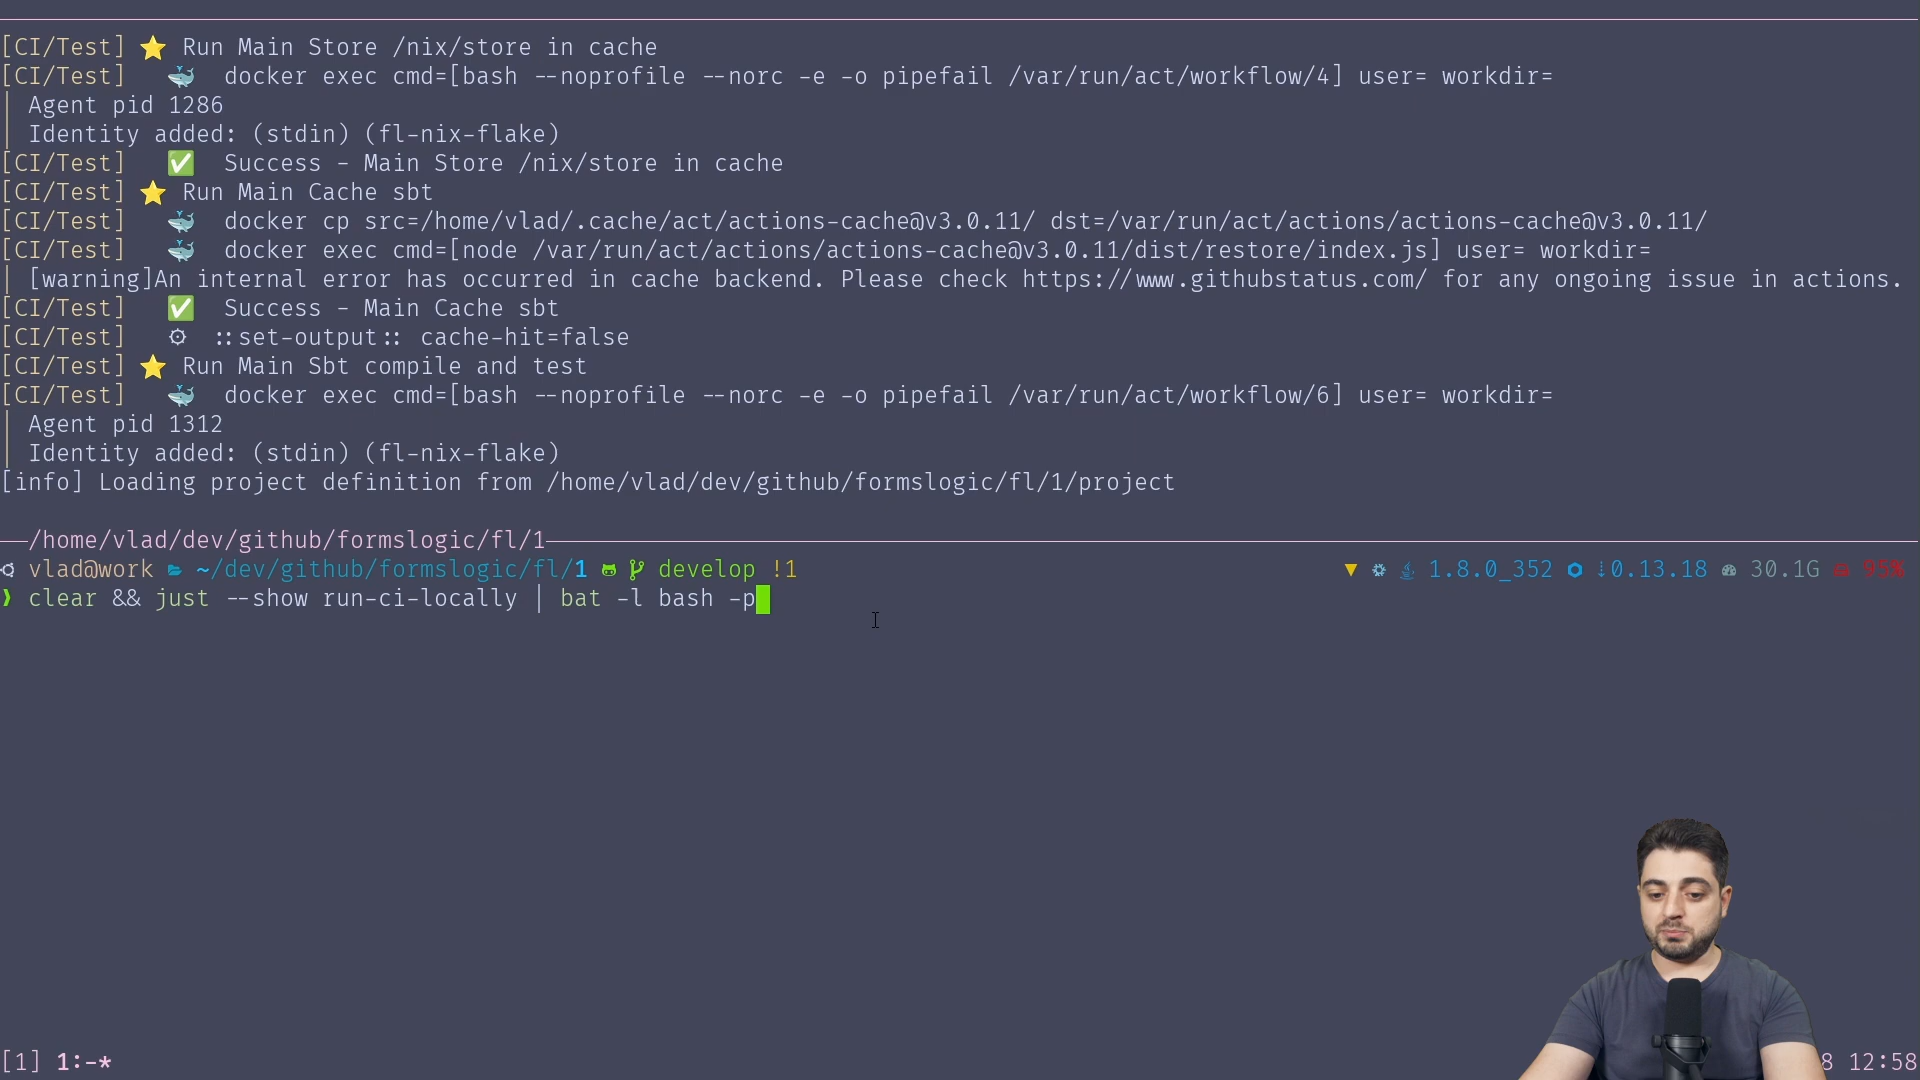 [CI/Test] ⭐ Run Main Store /nix/store in cache
[CI/Test] 🐳 docker exec cmd=[bash --noprofile --norc -e -o pipefail /var/run/act/workflow/4] user= workdir=
| Agent pid 1286
| Identity added: (stdin) (fl-nix-flake)
[CI/Test] ✅ Success - Main Store /nix/store in cache
[CI/Test] ⭐ Run Main Cache sbt
[CI/Test] 🐳 docker cp src=/home/vlad/.cache/act/actions-cache@v3.0.11/ dst=/var/run/act/actions/actions-cache@v3.0.11/
[CI/Test] 🐳 docker exec cmd=[node /var/run/act/actions/actions-cache@v3.0.11/dist/restore/index.js] user= workdir=
| [warning]An internal error has occurred in cache backend. Please check https://www.githubstatus.com/ for any ongoing issue in actions.
[CI/Test] ✅ Success - Main Cache sbt
[CI/Test] ⚙ ::set-output:: cache-hit=false
[CI/Test] ⭐ Run Main Sbt compile and test
[CI/Test] 🐳 docker exec cmd=[bash --noprofile --norc -e -o pipefail /var/run/act/workflow/6] user= workdir=
| Agent pid 1312
| Identity added: (stdin) (fl-nix-flake)
[info] Loading project definition from /home/vlad/dev/github/formslogic/fl/1/project
/home/vlad/dev/github/formslogic/fl/1
vlad@work ~/dev/github/formslogic/fl/1 develop !1 1.8.0_352 ⇣0.13.18 30.1G 95%
❯ clear && just --show run-ci-locally | bat -l bash -p
[1] 1:-* 8 12:58